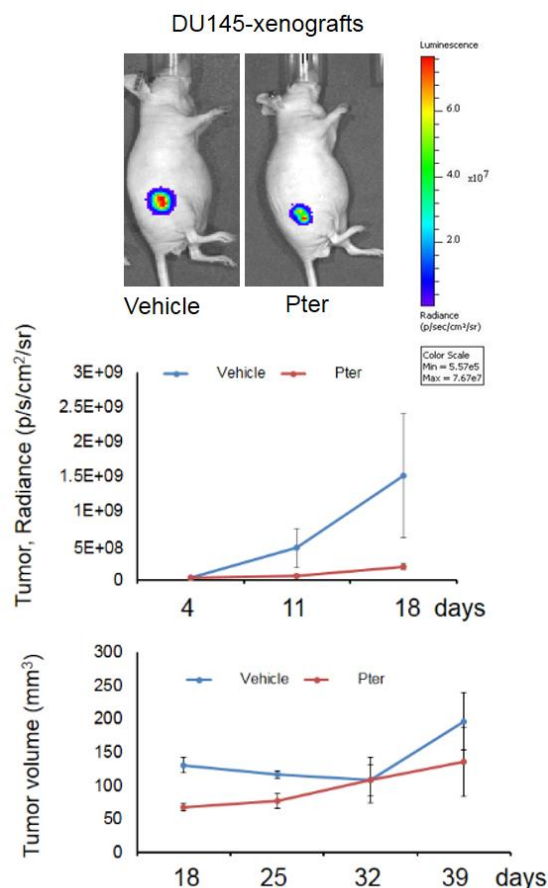 DU145-xenografts
Luminescence
6.0
4.0
x10⁷
2.0
Radiance
(p/sec/cm²/sr)
Color Scale
Min = 5.57e5
Max = 7.67e7
Vehicle
Pter
Tumor, Radiance (p/s/cm²/sr)
Vehicle Pter
3E+09
2.5E+09
2E+09
1.5E+09
1E+09
5E+08
0
4 11 18 days
Tumor volume (mm³)
Vehicle Pter
300
250
200
150
100
50
0
18 25 32 39 days